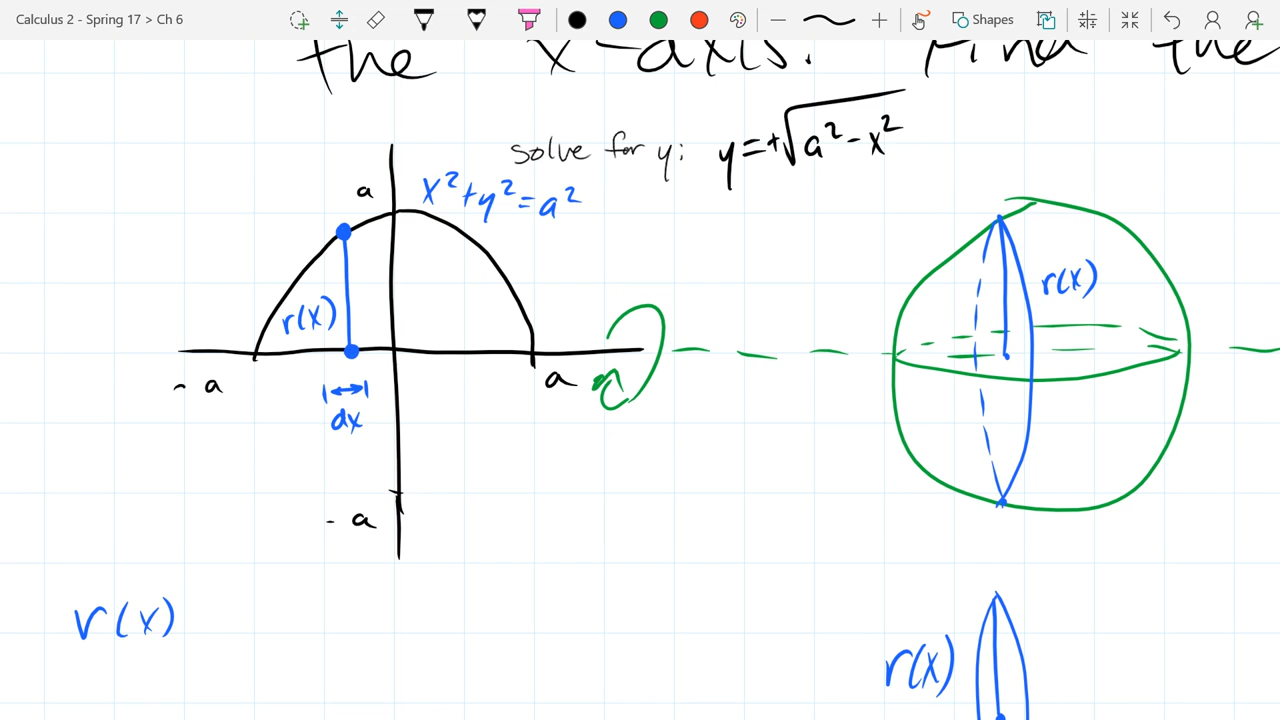 Calculus 2 - Spring 17 > Ch 6
Shapes
the x-axis. Find the
solve for y: y=+√a²-x²
a
x²+y²=a²
r(x)
r(x)
-a
a
dx
-a
r(x)
r(x)